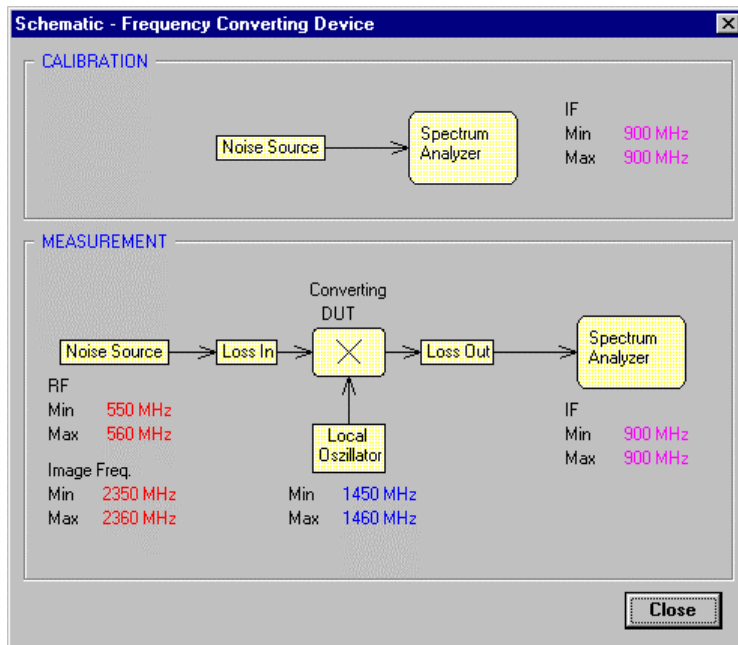 Schematic - Frequency Converting Device
CALIBRATION
Noise Source
Spectrum
Analyzer
IF
Min 900 MHz
Max 900 MHz
MEASUREMENT
Converting
DUT
Noise Source
Loss In
Loss Out
Spectrum
Analyzer
RF
Min 550 MHz
Max 560 MHz
Local
Oszillator
IF
Min 900 MHz
Max 900 MHz
Image Freq.
Min 2350 MHz
Max 2360 MHz
Min 1450 MHz
Max 1460 MHz
Close